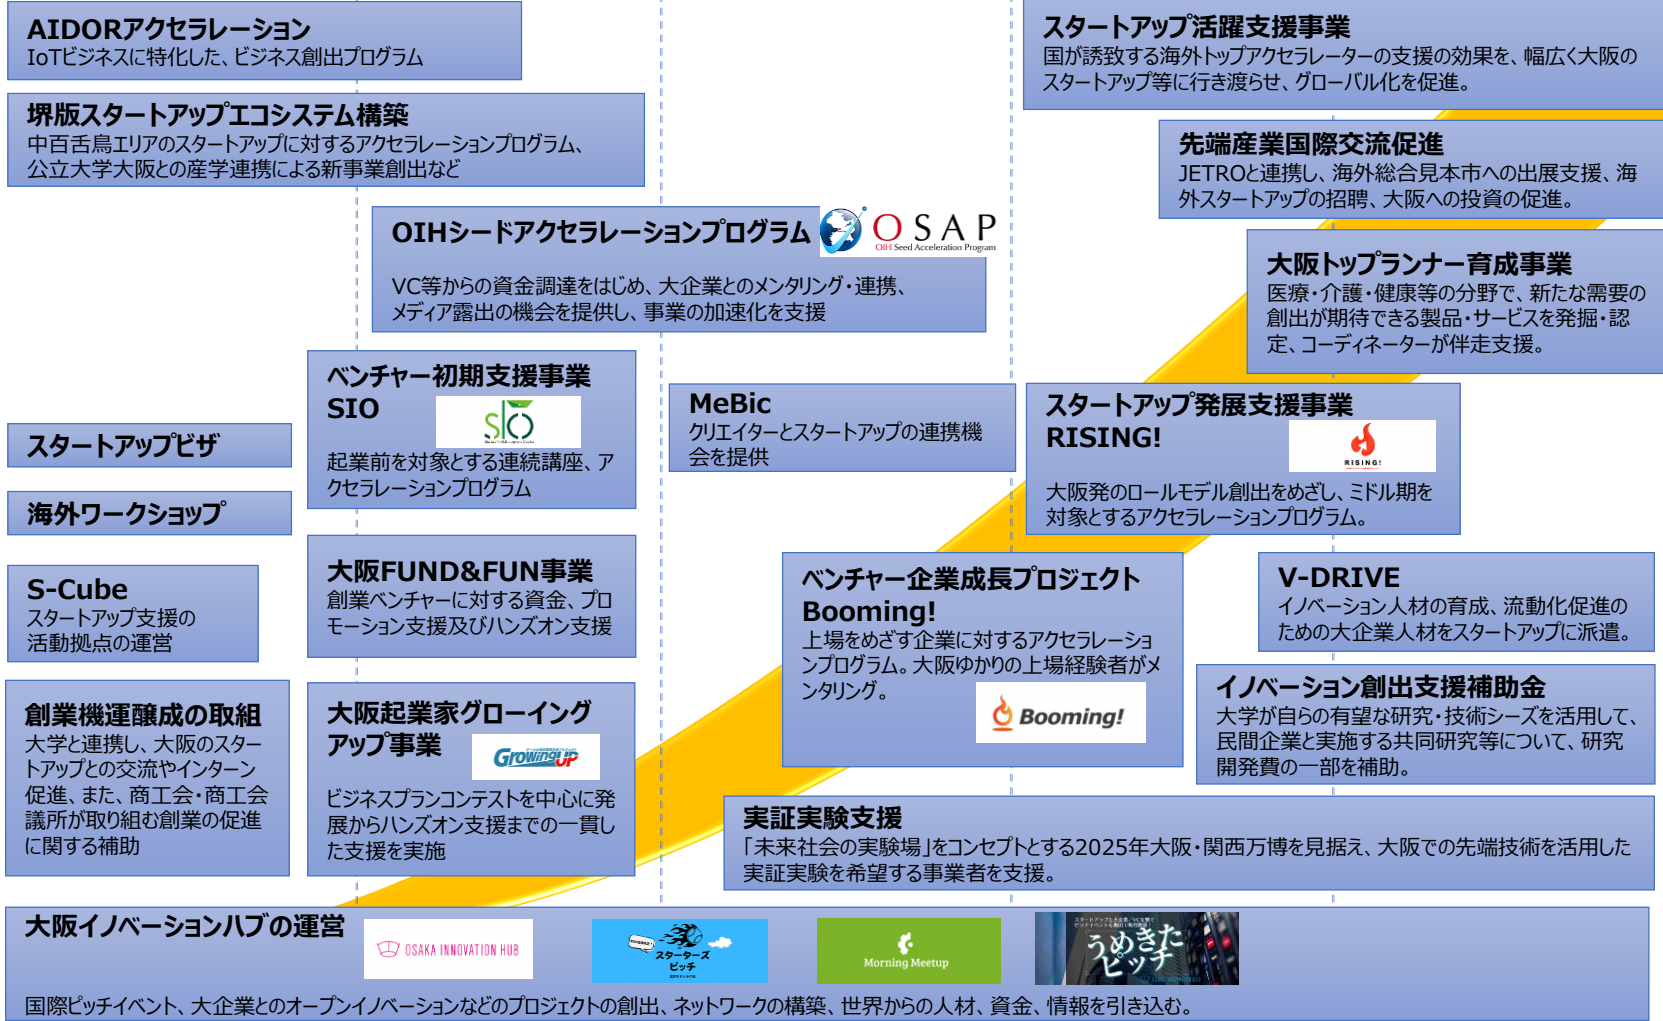 AIDORアクセラレーション
IoTビジネスに特化した、ビジネス創出プログラム
堺版スタートアップエコシステム構築
中百舌鳥エリアのスタートアップに対するアクセラレーションプログラム、
公立大学大阪との産学連携による新事業創出など
スタートアップ活躍支援事業
国が誘致する海外トップアクセラレーターの支援の効果を、幅広く大阪の
スタートアップ等に行き渡らせ、グローバル化を促進。
先端産業国際交流促進
JETROと連携し、海外総合見本市への出展支援、海
外スタートアップの招聘、大阪への投資の促進。
OIHシードアクセラレーションプログラム
OSAP
OIH Seed Acceleration Program
VC等からの資金調達をはじめ、大企業とのメンタリング・連携、
メディア露出の機会を提供し、事業の加速化を支援
大阪トップランナー育成事業
医療・介護・健康等の分野で、新たな需要の
創出が期待できる製品・サービスを発掘・認
定、コーディネーターが伴走支援。
ベンチャー初期支援事業
SIO
sio
起業前を対象とする連続講座、ア
クセラレーションプログラム
MeBic
クリエイターとスタートアップの連携機
会を提供
スタートアップ発展支援事業
RISING!
RISING!
大阪発のロールモデル創出をめざし、ミドル期を
対象とするアクセラレーションプログラム。
スタートアップビザ
海外ワークショップ
S-Cube
スタートアップ支援の
活動拠点の運営
大阪FUND&FUN事業
創業ベンチャーに対する資金、プロ
モーション支援及びハンズオン支援
ベンチャー企業成長プロジェクト
Booming!
上場をめざす企業に対するアクセラレーショ
ンプログラム。大阪ゆかりの上場経験者がメ
ンタリング。
Booming!
V-DRIVE
イノベーション人材の育成、流動化促進の
ための大企業人材をスタートアップに派遣。
創業機運醸成の取組
大学と連携し、大阪のスター
トアップとの交流やインターン
促進、また、商工会・商工会
議所が取り組む創業の促進
に関する補助
大阪起業家グローイング
アップ事業
GrowingUP
ビジネスプランコンテストを中心に発
展からハンズオン支援までの一貫し
た支援を実施
イノベーション創出支援補助金
大学が自らの有望な研究・技術シーズを活用して、
民間企業と実施する共同研究等について、研究
開発費の一部を補助。
実証実験支援
「未来社会の実験場」をコンセプトとする2025年大阪・関西万博を見据え、大阪での先端技術を活用した
実証実験を希望する事業者を支援。
大阪イノベーションハブの運営
OSAKA INNOVATION HUB
スターターズ
ピッチ
Morning Meetup
うめきた
ピッチ
国際ピッチイベント、大企業とのオープンイノベーションなどのプロジェクトの創出、ネットワークの構築、世界からの人材、資金、情報を引き込む。